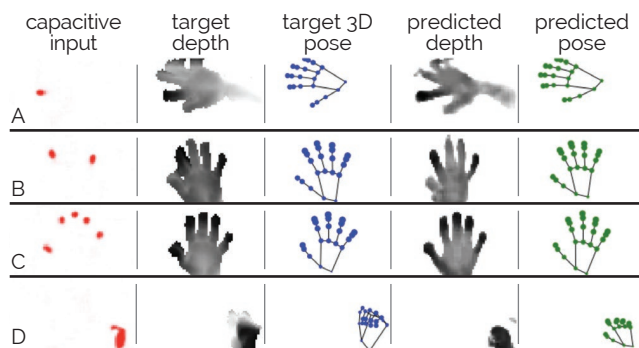 capacitive input
target depth
target 3D pose
predicted depth
predicted pose
A
B
C
D